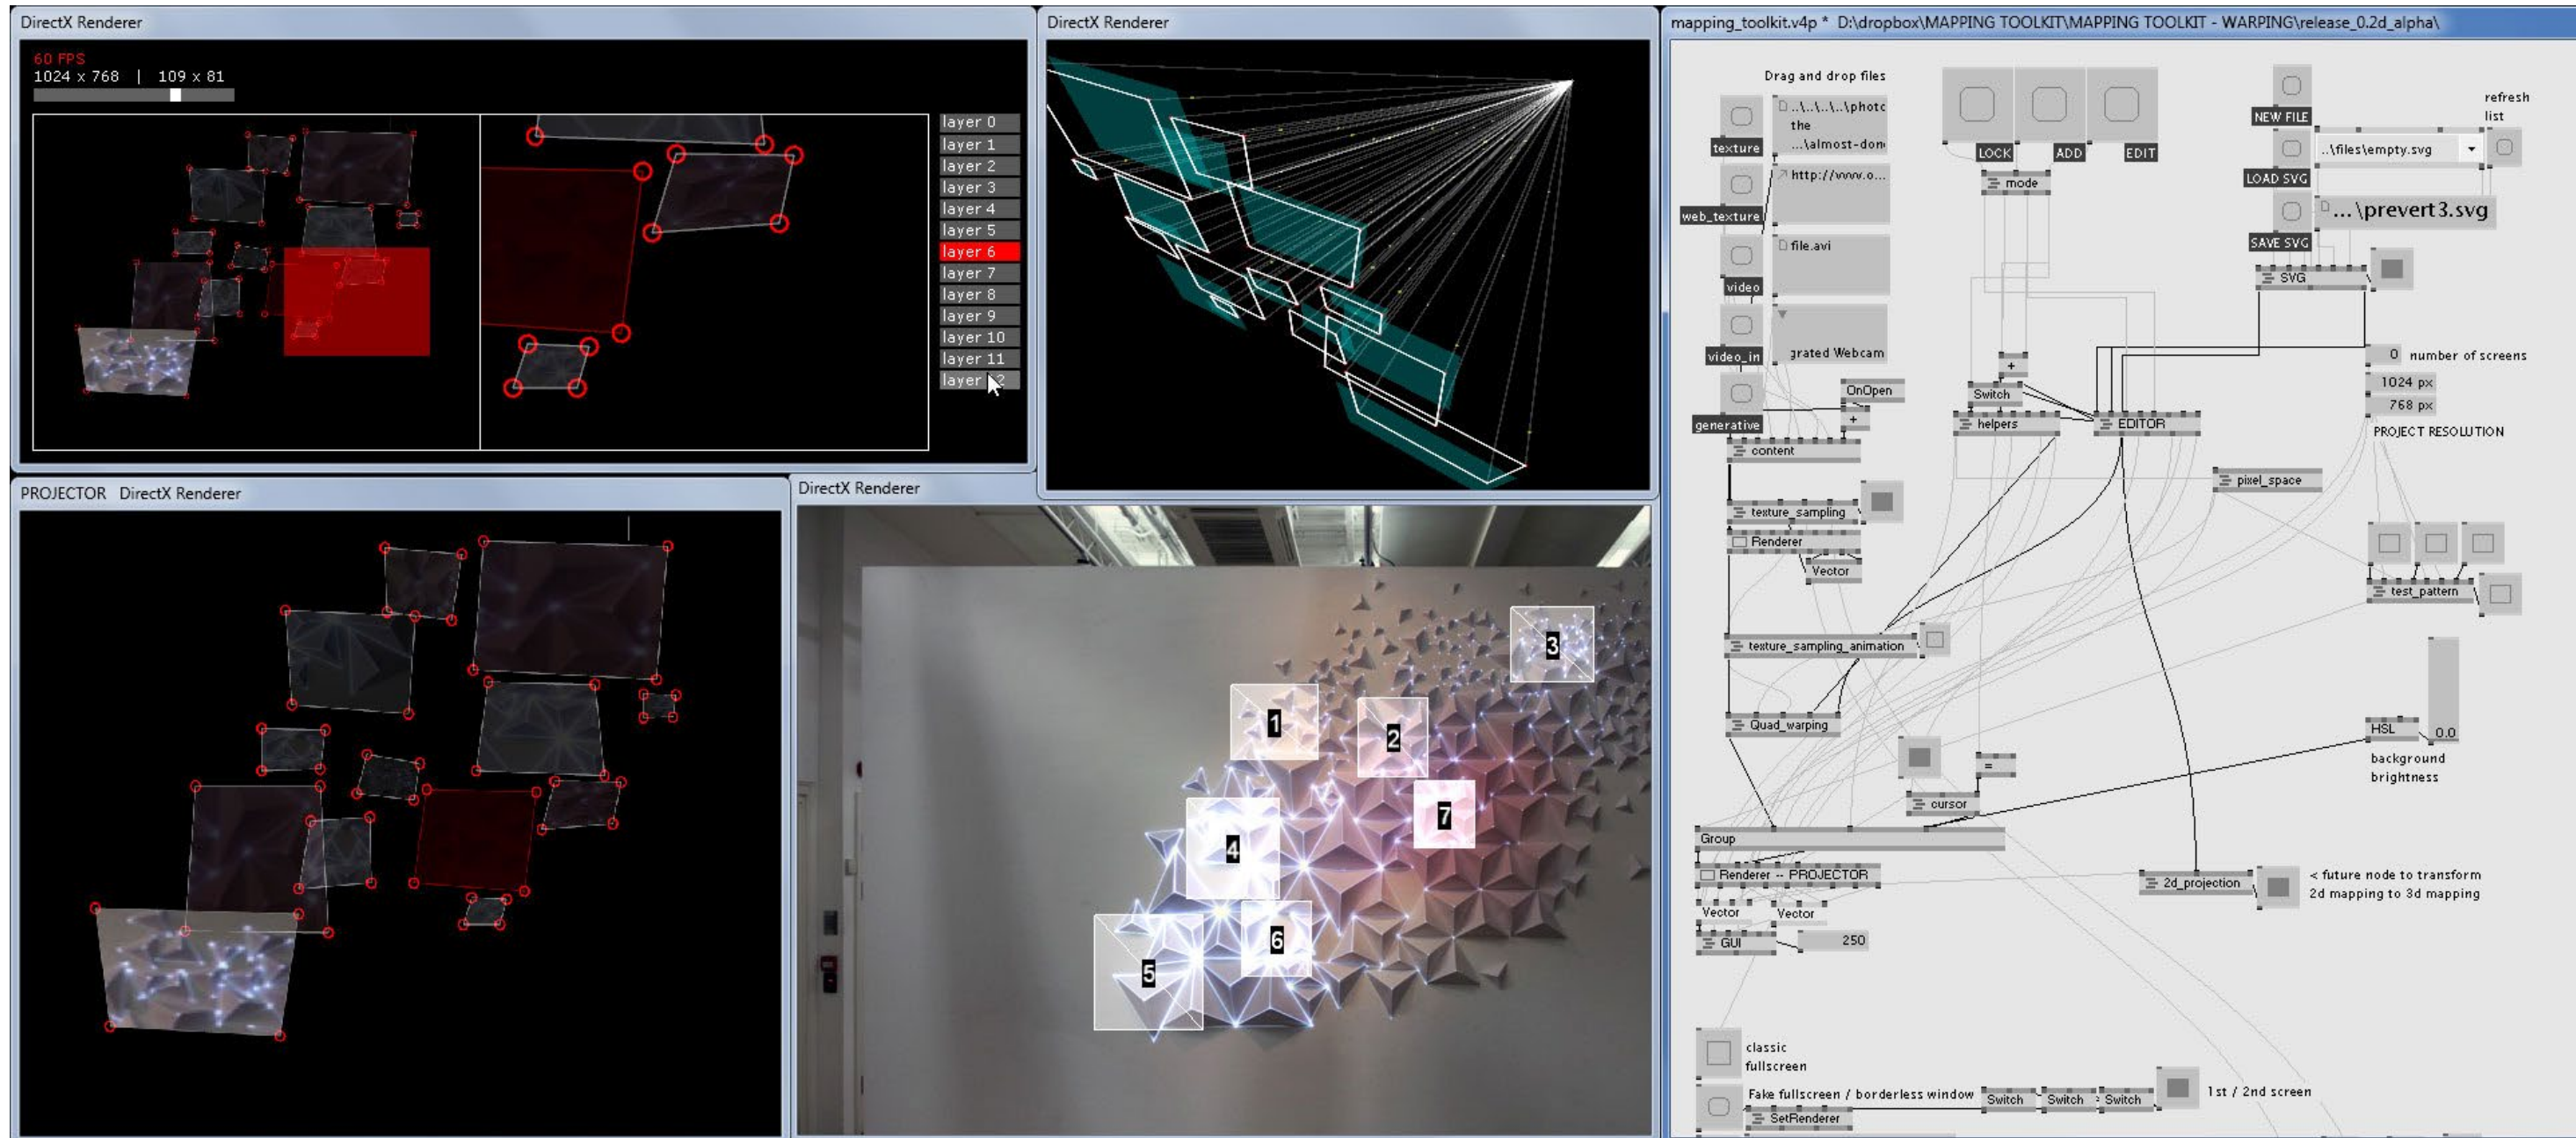 DirectX Renderer
60 FPS
1024 x 768 | 109 x 81
layer 0
layer 1
layer 2
layer 3
layer 4
layer 5
layer 6
layer 7
layer 8
layer 9
layer 10
layer 11
layer
DirectX Renderer
PROJECTOR DirectX Renderer
DirectX Renderer
3
1
2
7
4
6
5
mapping_toolkit.v4p * D:\dropbox\MAPPING TOOLKIT\MAPPING TOOLKIT - WARPING\release_0.2d_alpha\
Drag and drop files
..\..\..\..\photo
the
...\almost-don
texture
http://www.o...
web_texture
file.avi
video
grated Webcam
video_in
generative
OnOpen
+
content
texture_sampling
Renderer
Vector
texture_sampling_animation
Quad_warping
LOCK
ADD
EDIT
mode
+
Switch
helpers
EDITOR
NEW FILE
refresh
list
..\files\empty.svg
LOAD SVG
...\prevert3.svg
SAVE SVG
SVG
0 number of screens
1024 px
768 px
PROJECT RESOLUTION
pixel_space
test_pattern
HSL
0.0
background
brightness
=
cursor
Group
Renderer -- PROJECTOR
Vector
Vector
GUI
250
2d_projection
< future node to transform
2d mapping to 3d mapping
classic
fullscreen
Fake fullscreen / borderless window
Switch
Switch
Switch
1st / 2nd screen
SetRenderer